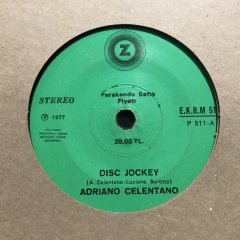 Z
Perakende Satış
Fiyatı
STEREO
20.00 TL.
E.K.B.M 51
P 511-A
℗ 1977
DISC JOCKEY
(A. Celentano-Luciano Beretta)
ADRIANO CELENTANO